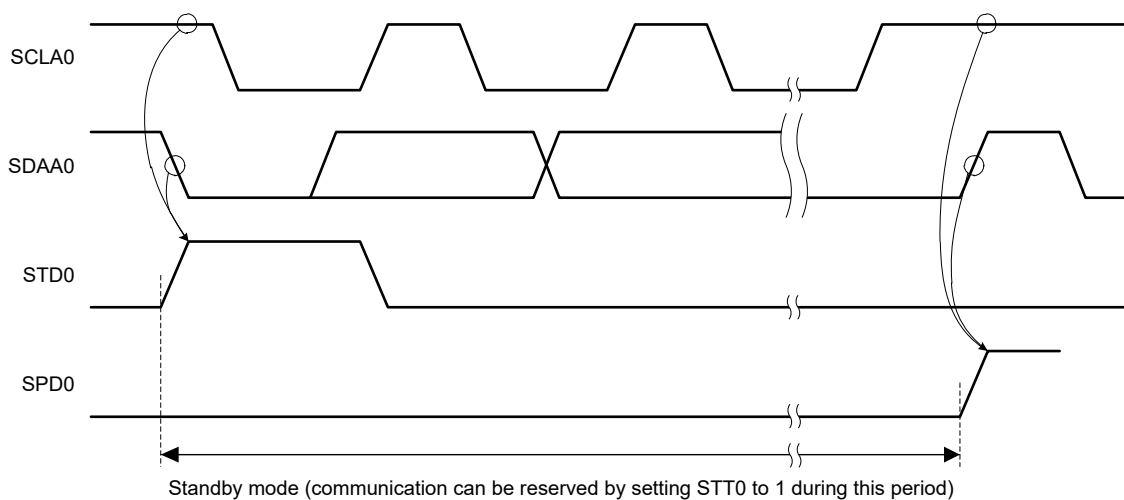 SCLA0
SDAA0
STD0
SPD0
Standby mode (communication can be reserved by setting STT0 to 1 during this period)